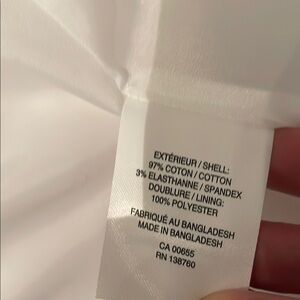 EXTÉRIEUR / SHELL:
97% COTON / COTTON
3% ELASTHANNE / SPANDEX
DOUBLURE / LINING:
100% POLYESTER
FABRIQUÉ AU BANGLADESH
MADE IN BANGLADESH
CA 00655
RN 138760